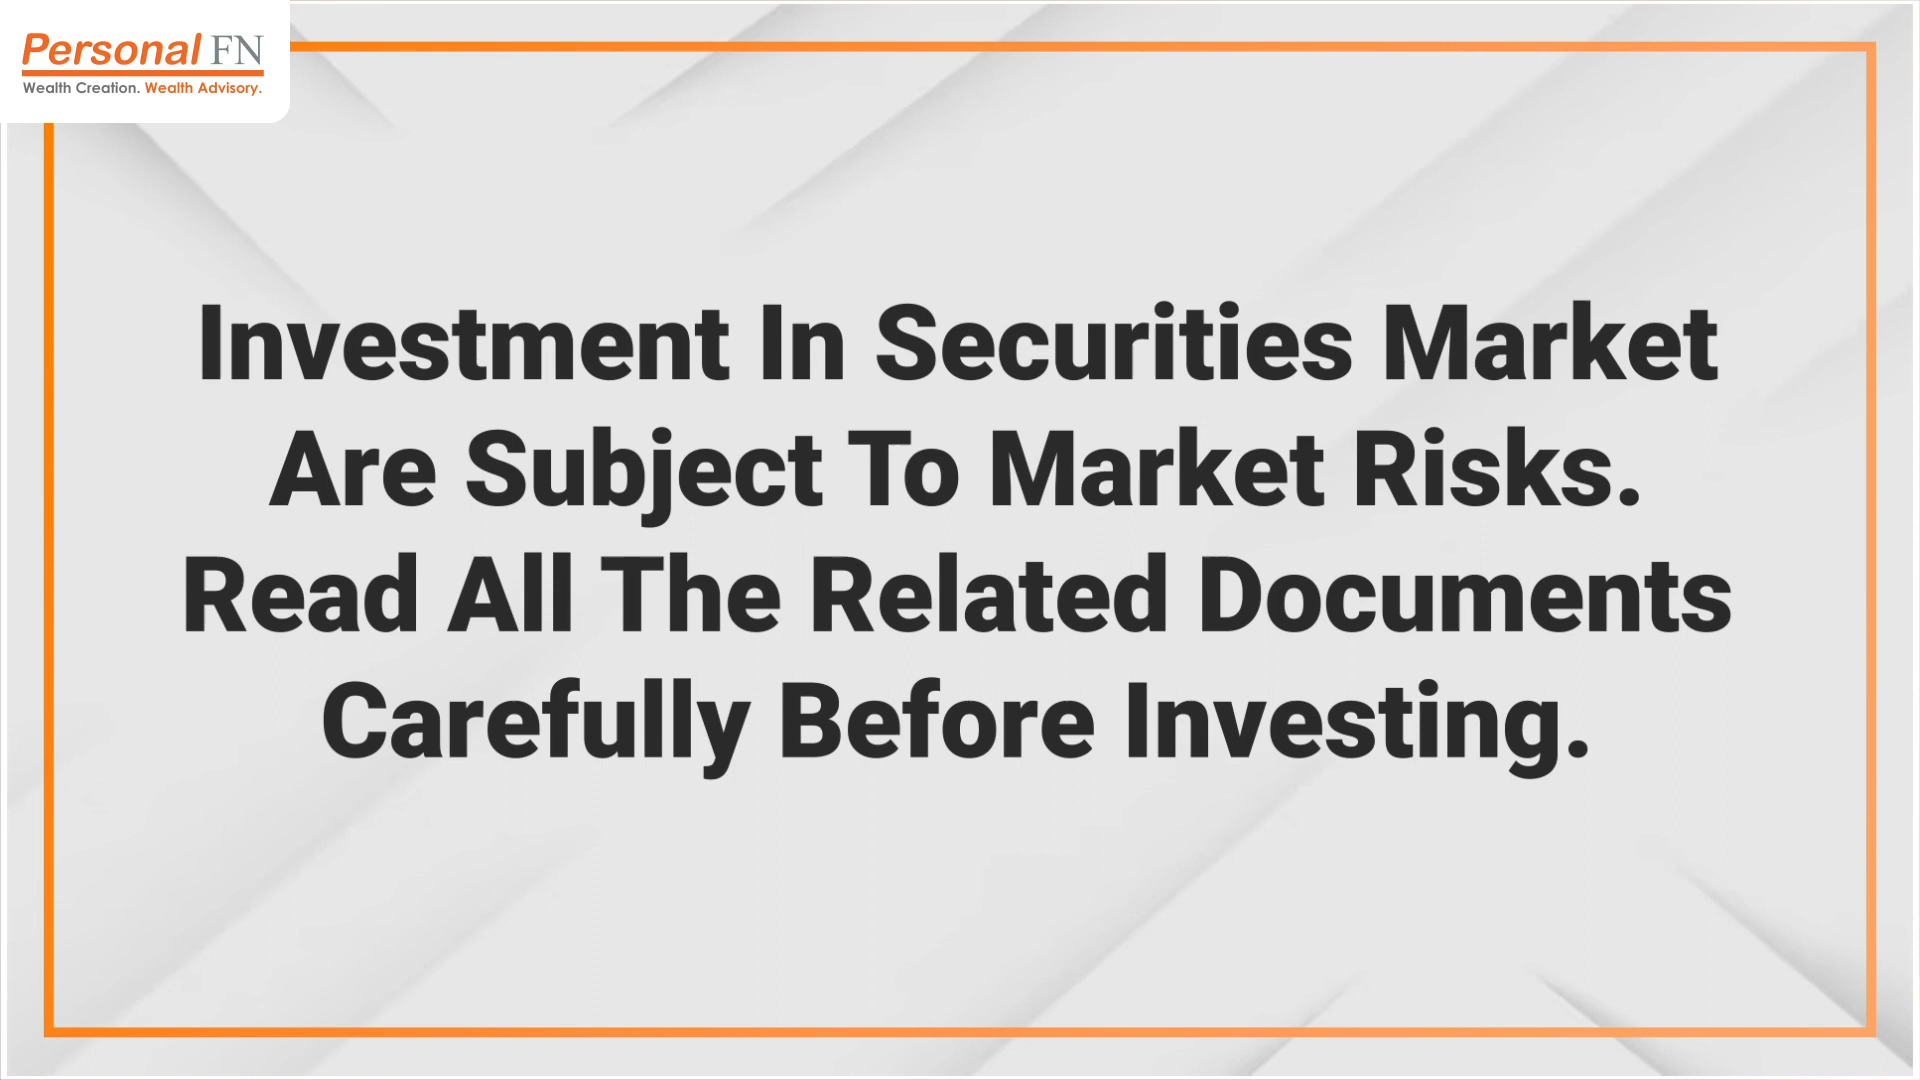 Personal FN
Wealth Creation. Wealth Advisory.
Investment In Securities Market
Are Subject To Market Risks.
Read All The Related Documents
Carefully Before Investing.